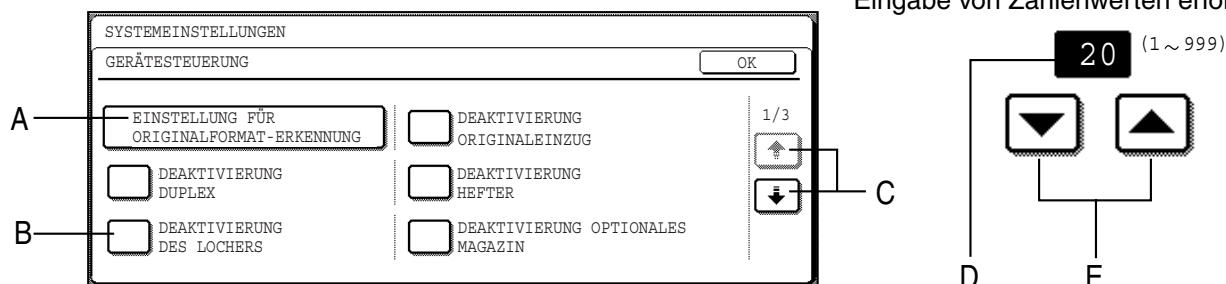 Eingabe von Zahlenwerten
SYSTEMEINSTELLUNGEN
GERÄTESTEUERUNG OK
A
EINSTELLUNG FÜR
ORIGINALFORMAT-ERKENNUNG
DEAKTIVIERUNG
ORIGINALEINZUG
1/3
DEAKTIVIERUNG
DUPLEX
DEAKTIVIERUNG
HEFTER
C
B
DEAKTIVIERUNG
DES LOCHERS
DEAKTIVIERUNG OPTIONALES
MAGAZIN
20 (1~999)
D E